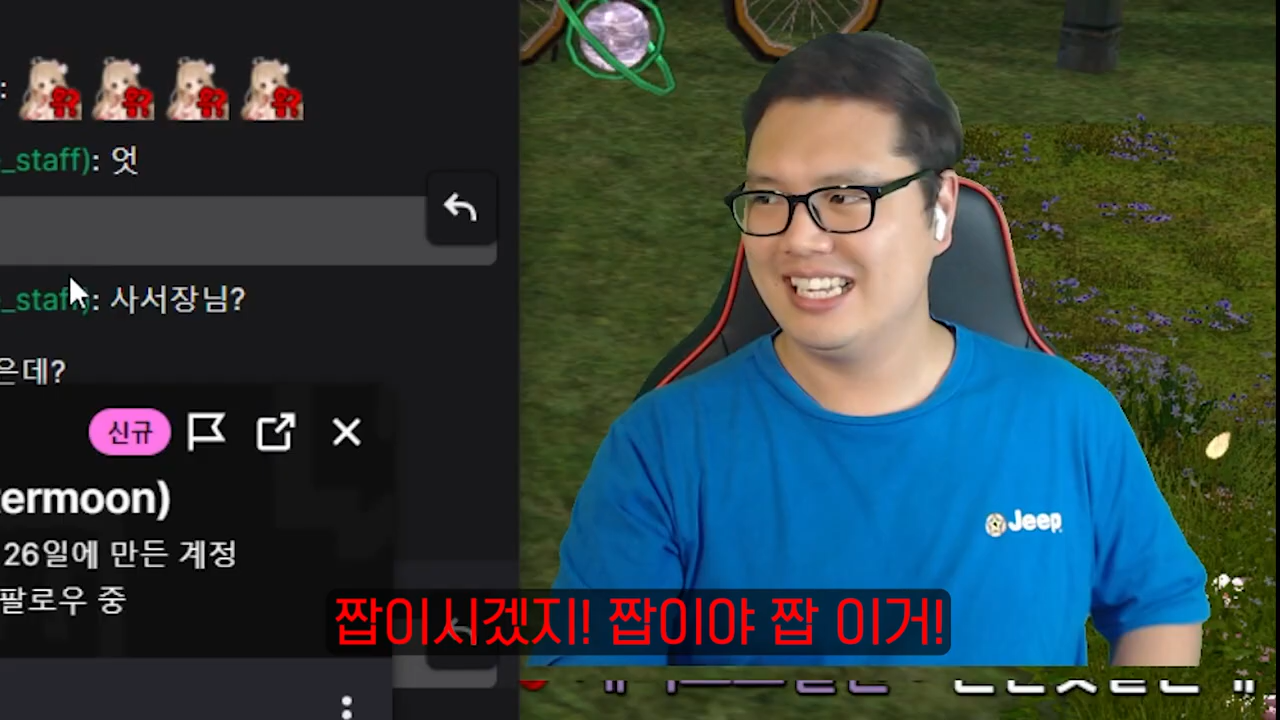 _staff): 엇
_staff): 사서장님?
은데?
신규
termoon)
26일에 만든 계정
팔로우 중
Jeep
짭이시겠지! 짭이야 짭 이거!